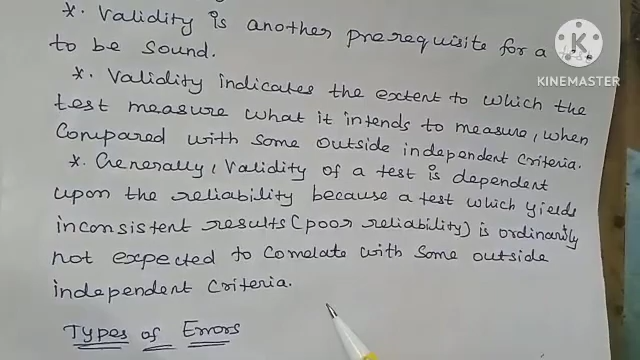 *. Validity is another prerequisite for a
to be sound.
*. Validity indicates the extent to which the
test measure what it intends to measure, when
Compared with some outside independent criteria.
*. Generally, Validity of a test is dependent
upon the reliability because a test which yields
inconsistent results (poor reliability) is ordinarily
not expected to Correlate with some outside
independent Criteria.
Types of Errors
K
KINEMASTER